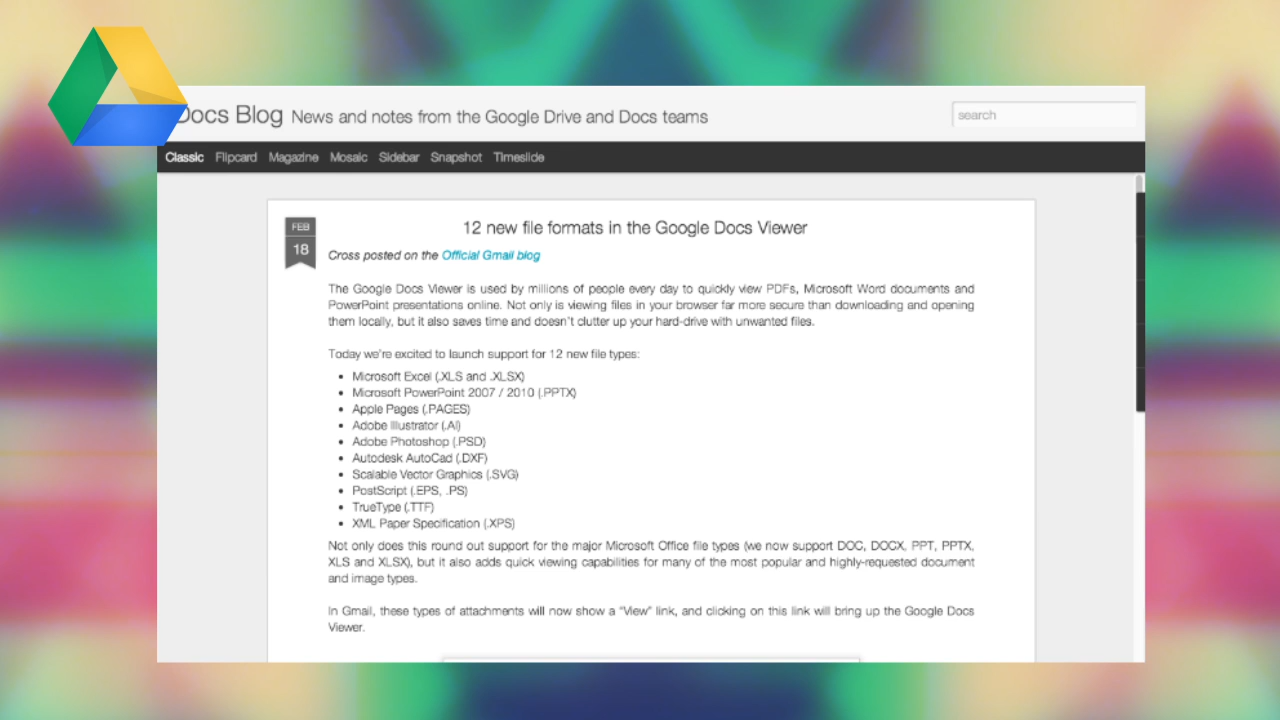 Docs Blog News and notes from the Google Drive and Docs teams
search
Classic Flipcard Magazine Mosaic Sidebar Snapshot Timeslide
FEB
18
12 new file formats in the Google Docs Viewer
Cross posted on the Official Gmail blog
The Google Docs Viewer is used by millions of people every day to quickly view PDFs, Microsoft Word documents and
PowerPoint presentations online. Not only is viewing files in your browser far more secure than downloading and opening
them locally, but it also saves time and doesn't clutter up your hard-drive with unwanted files.
Today we're excited to launch support for 12 new file types:
• Microsoft Excel (.XLS and .XLSX)
• Microsoft PowerPoint 2007 / 2010 (.PPTX)
• Apple Pages (.PAGES)
• Adobe Illustrator (.AI)
• Adobe Photoshop (.PSD)
• Autodesk AutoCad (.DXF)
• Scalable Vector Graphics (.SVG)
• PostScript (.EPS, .PS)
• TrueType (.TTF)
• XML Paper Specification (.XPS)
Not only does this round out support for the major Microsoft Office file types (we now support DOC, DOCX, PPT, PPTX,
XLS and XLSX), but it also adds quick viewing capabilities for many of the most popular and highly-requested document
and image types.
In Gmail, these types of attachments will now show a "View" link, and clicking on this link will bring up the Google Docs
Viewer.